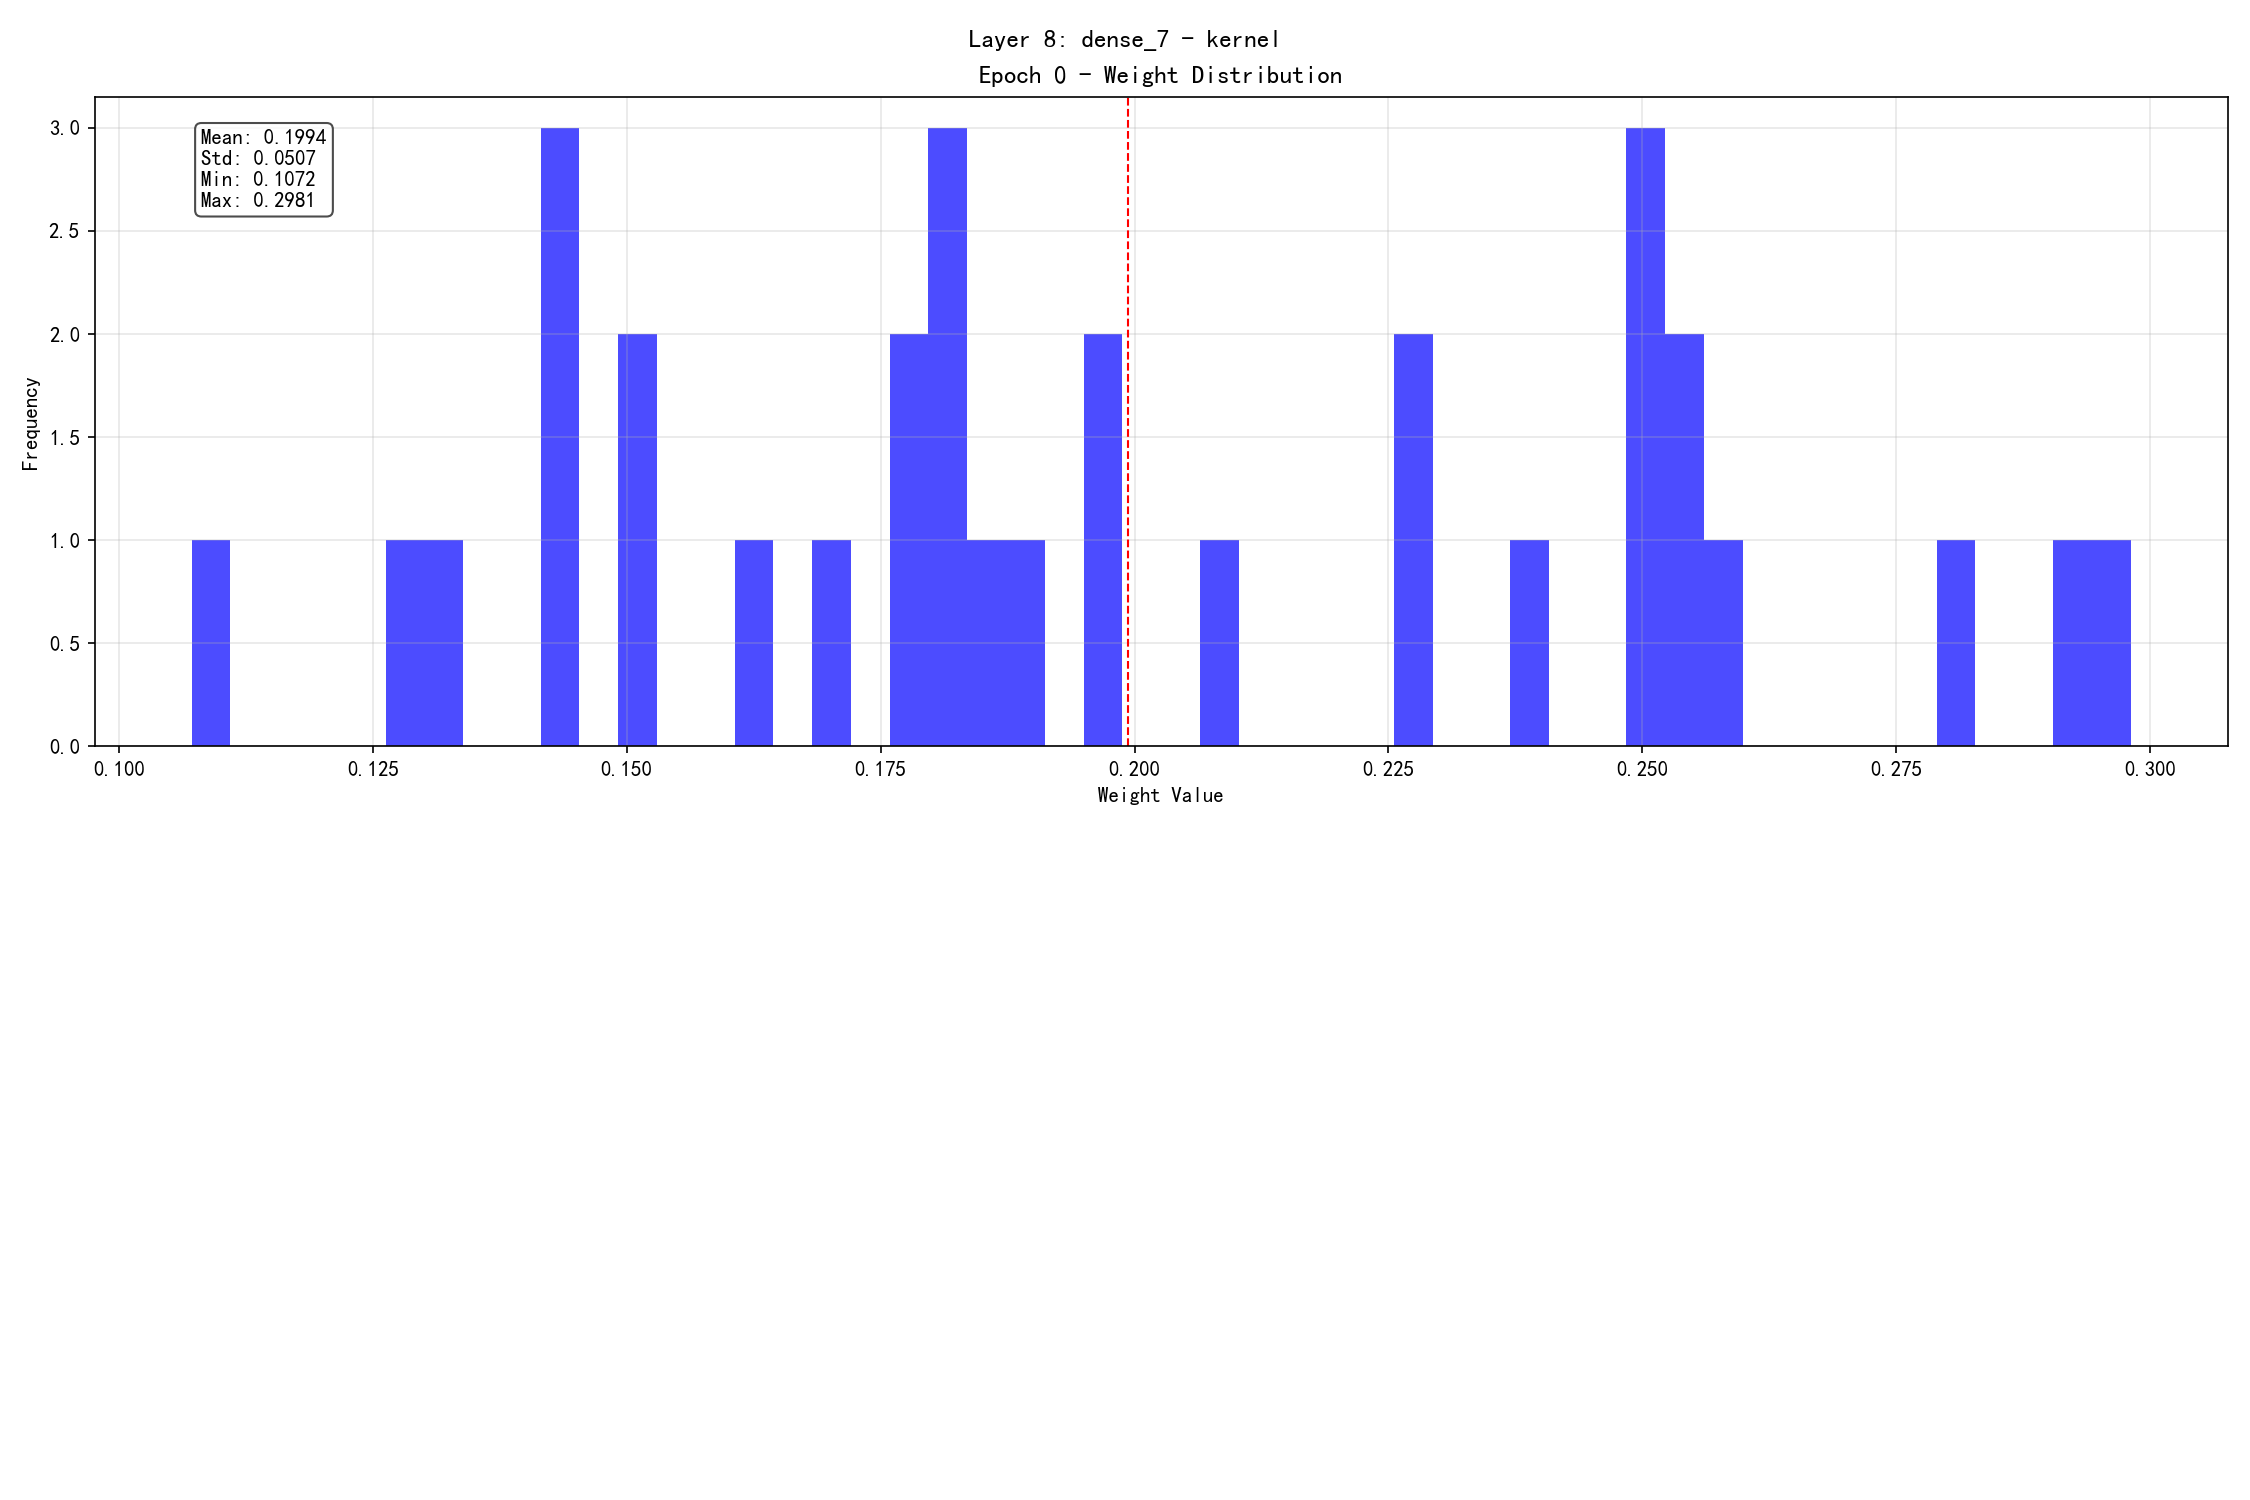 Layer 8: dense_7 - kernel
Epoch 0 - Weight Distribution
Mean: 0.1994
Std: 0.0507
Min: 0.1072
Max: 0.2981
3.0
2.5
2.0
1.5
1.0
0.5
0.0
Frequency
0.100 0.125 0.150 0.175 0.200 0.225 0.250 0.275 0.300
Weight Value